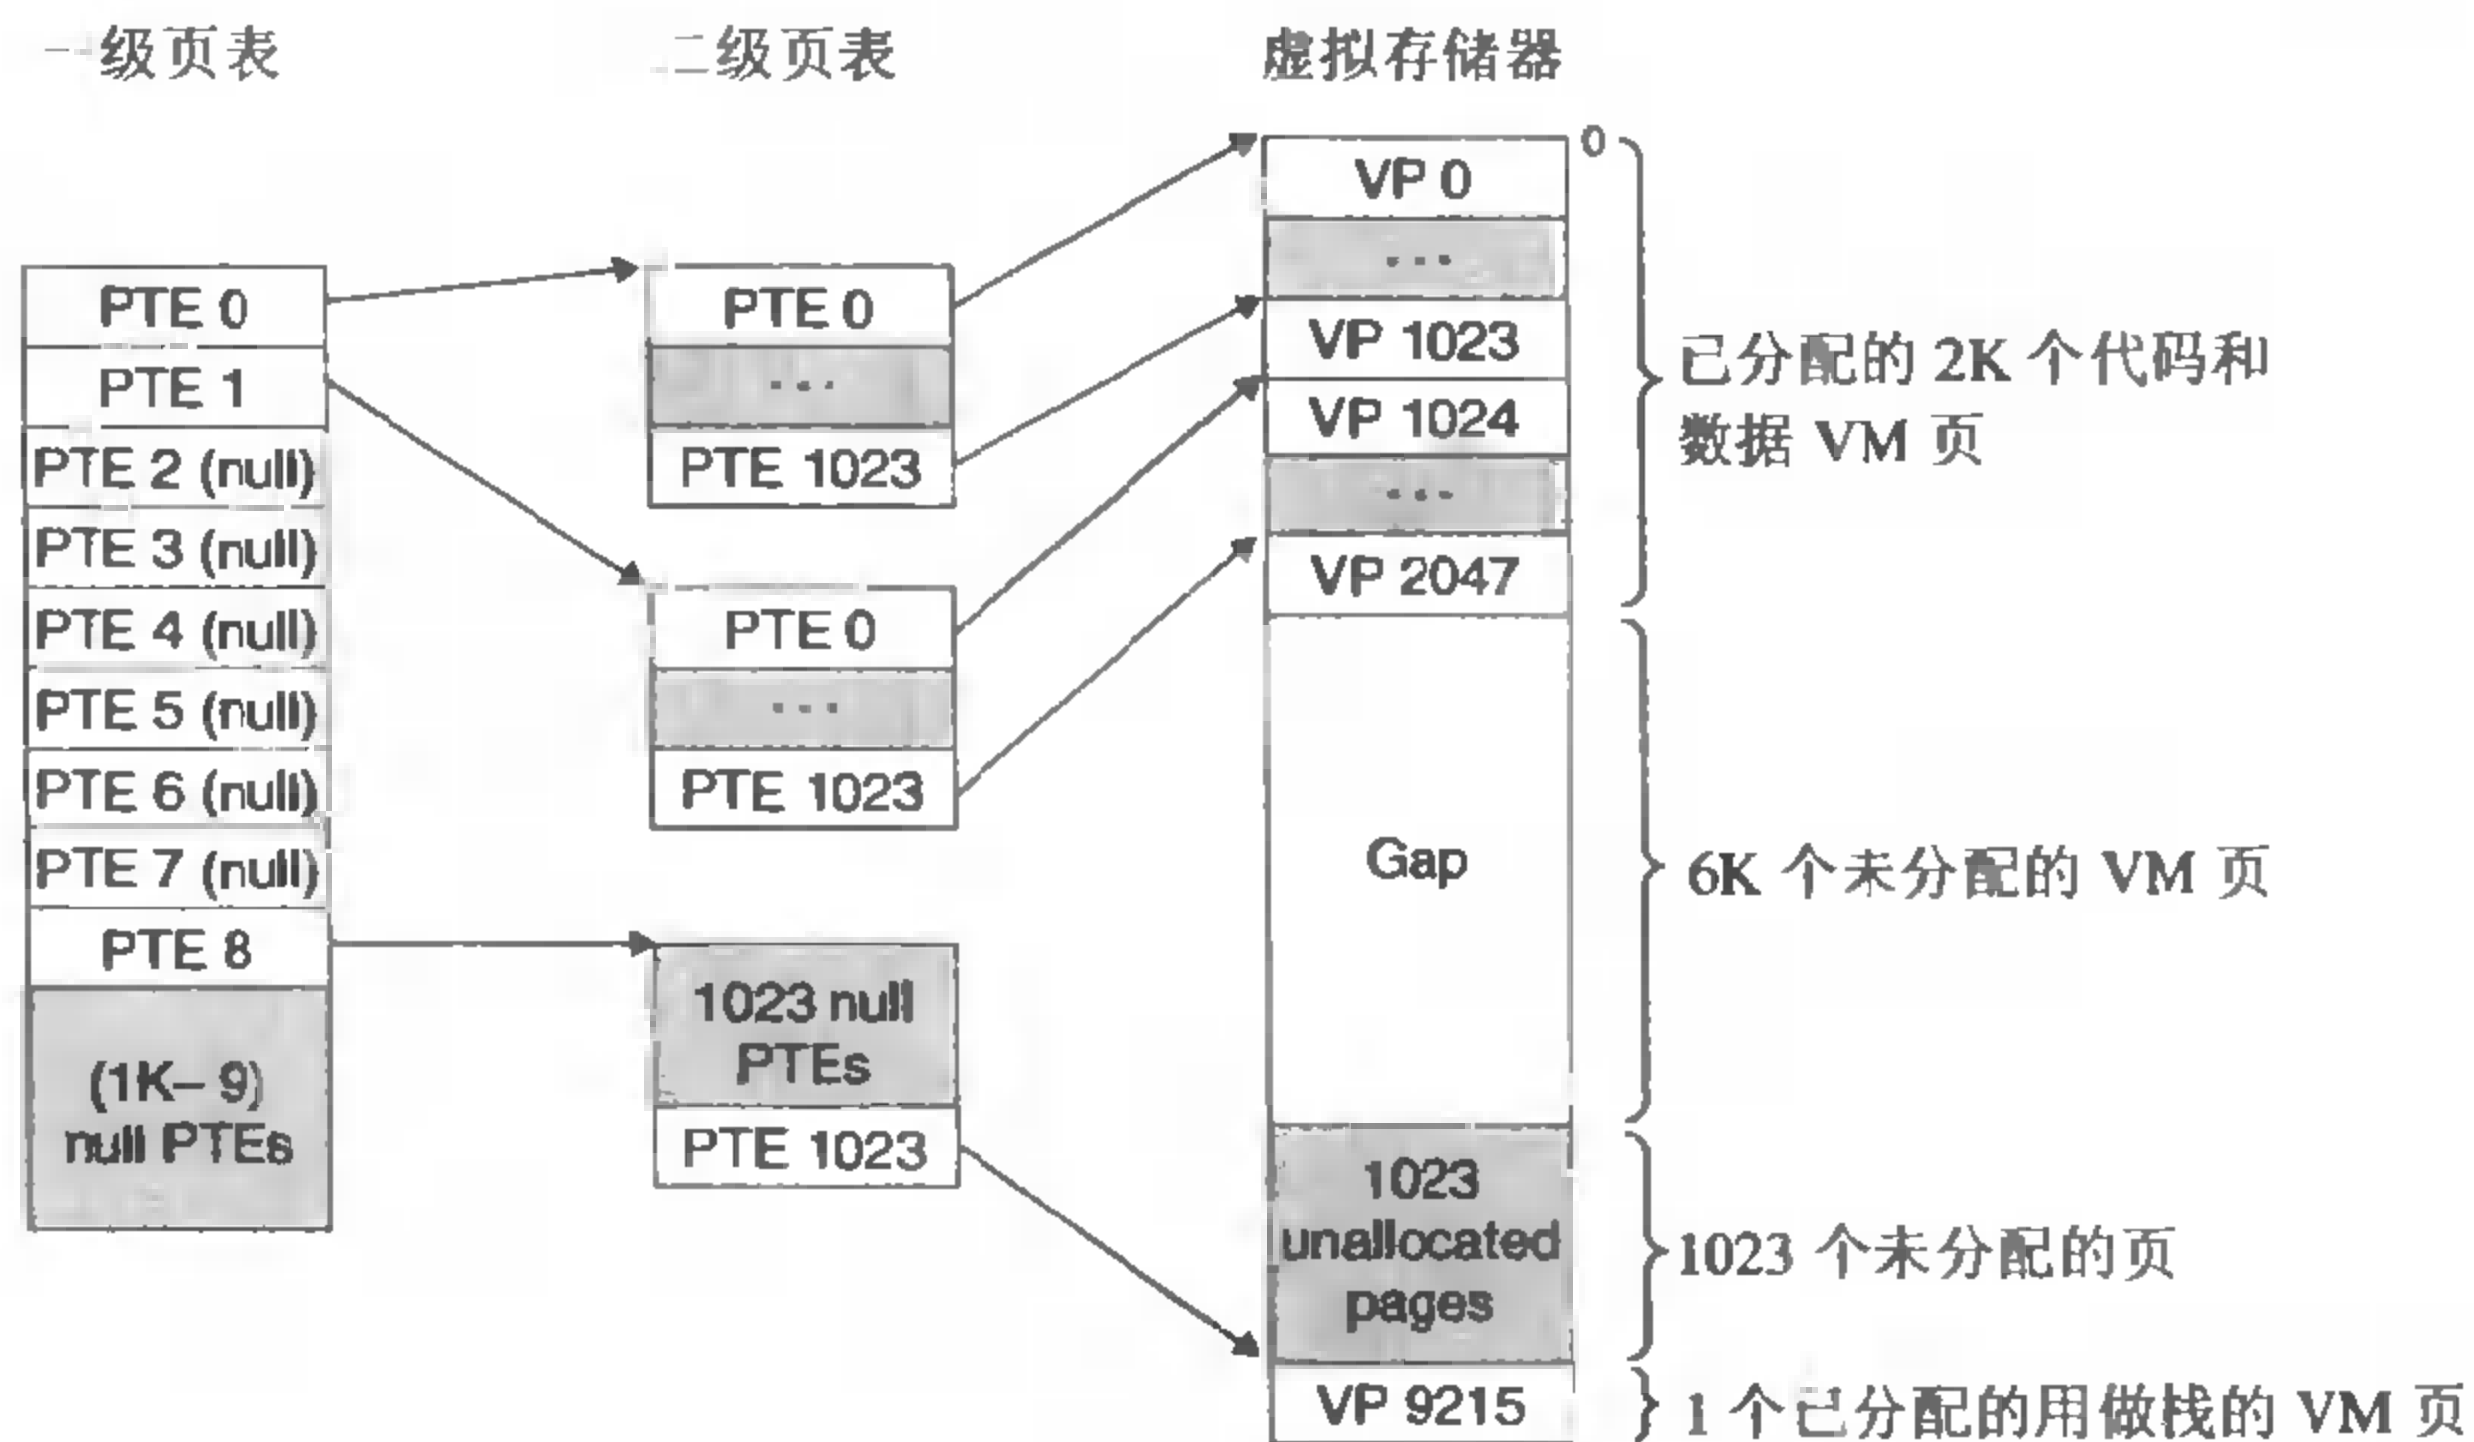 一级页表
二级页表
虚拟存储器
PTE 0
PTE 1
PTE 2 (null)
PTE 3 (null)
PTE 4 (null)
PTE 5 (null)
PTE 6 (null)
PTE 7 (null)
PTE 8
(1K– 9)
null PTEs
PTE 0
...
PTE 1023
PTE 0
...
PTE 1023
1023 null
PTEs
PTE 1023
0
VP 0
...
VP 1023
VP 1024
...
VP 2047
Gap
1023
unallocated
pages
VP 9215
已分配的 2K 个代码和
数据 VM 页
6K 个未分配的 VM 页
1023 个未分配的页
1 个已分配的用做栈的 VM 页